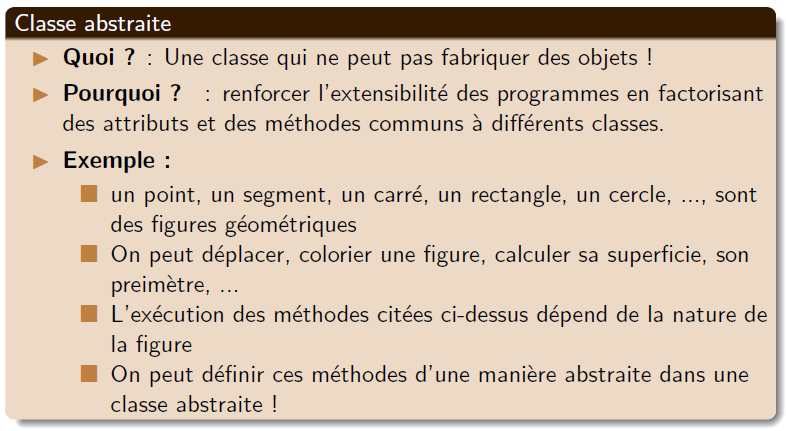 Classe abstraite
Quoi ? : Une classe qui ne peut pas fabriquer des objets !
Pourquoi ? : renforcer l'extensibilité des programmes en factorisant
des attributs et des méthodes communs à différents classes.
Exemple :
un point, un segment, un carré, un rectangle, un cercle, ..., sont
des figures géométriques
On peut déplacer, colorier une figure, calculer sa superficie, son
preimètre, ...
L'exécution des méthodes citées ci-dessus dépend de la nature de
la figure
On peut définir ces méthodes d'une manière abstraite dans une
classe abstraite !